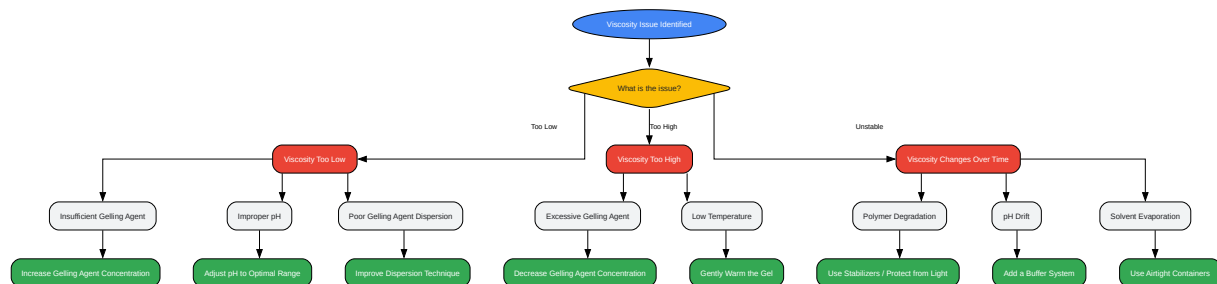 Viscosity Issue Identified
What is the issue?
Too Low
Too High
Unstable
Viscosity Too Low
Viscosity Too High
Viscosity Changes Over Time
Insufficient Gelling Agent
Improper pH
Poor Gelling Agent Dispersion
Excessive Gelling Agent
Low Temperature
Polymer Degradation
pH Drift
Solvent Evaporation
Increase Gelling Agent Concentration
Adjust pH to Optimal Range
Improve Dispersion Technique
Decrease Gelling Agent Concentration
Gently Warm the Gel
Use Stabilizers / Protect from Light
Add a Buffer System
Use Airtight Containers